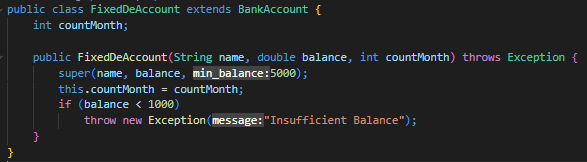 public class FixedDeAccount extends BankAccount {
int countMonth;
public FixedDeAccount(String name, double balance, int countMonth) throws Exception {
super(name, balance, min_balance:5000);
this.countMonth = countMonth;
if (balance < 1000)
throw new Exception(message:"Insufficient Balance");
}
}